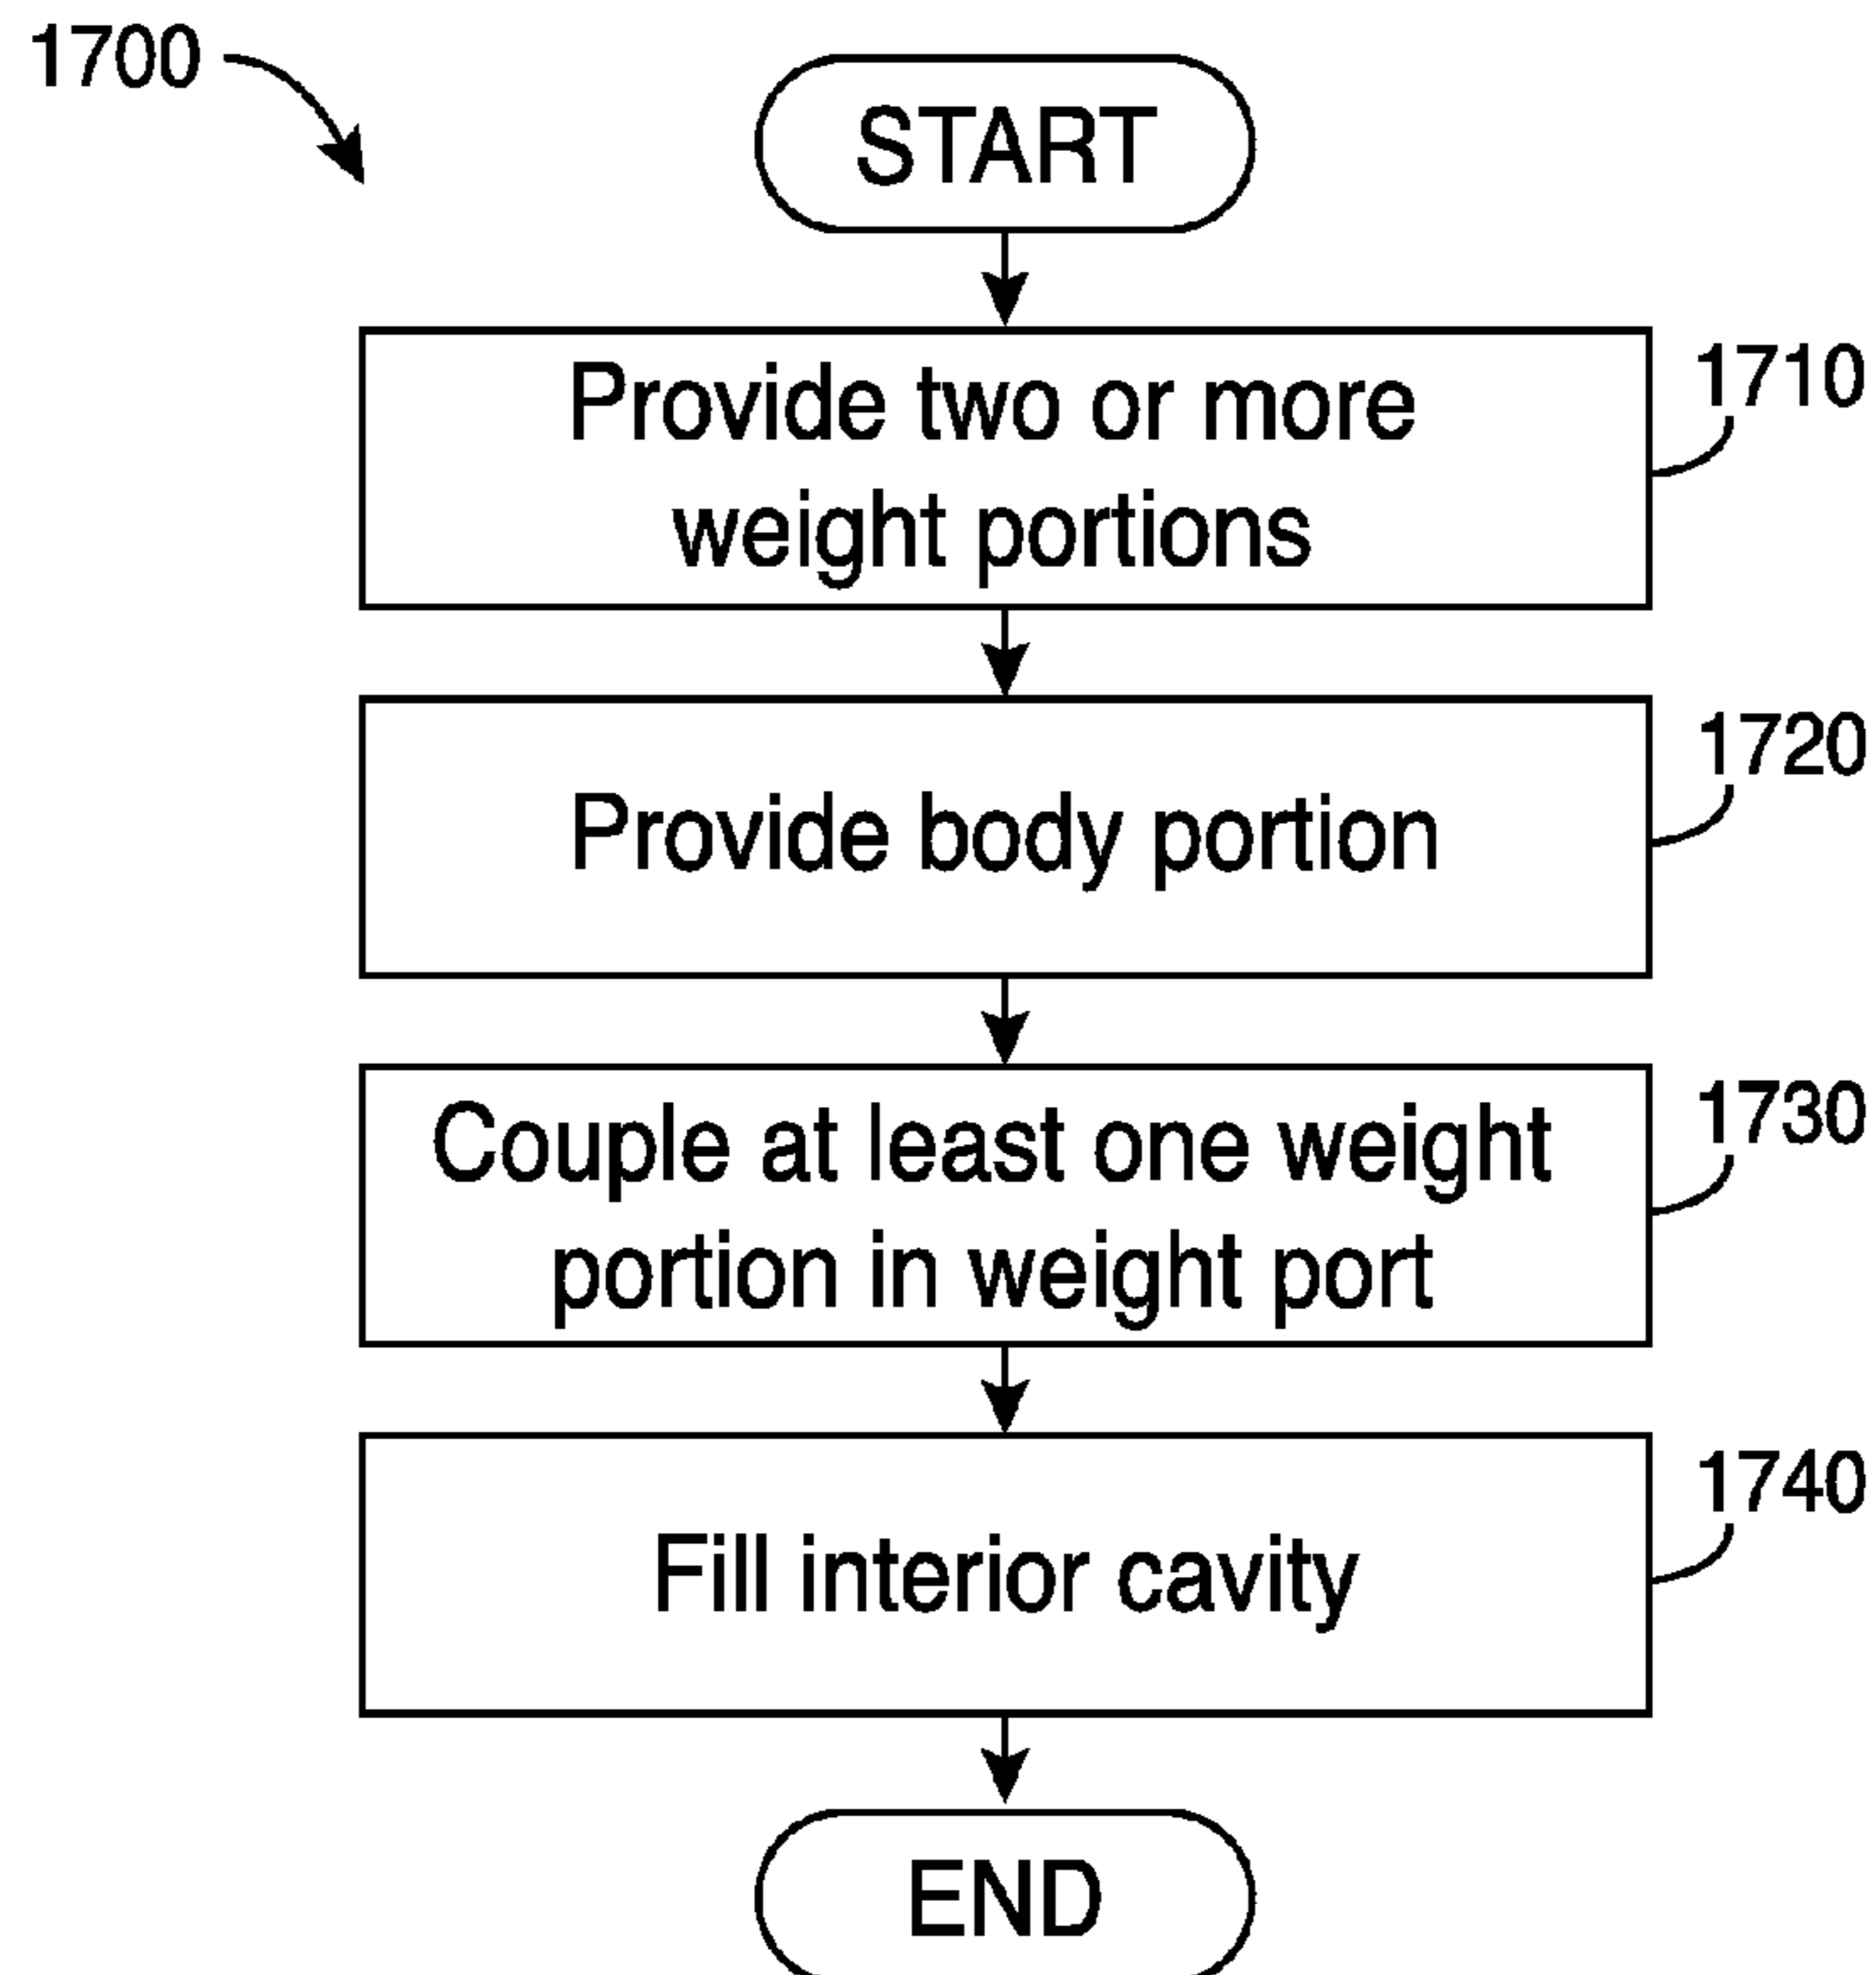 1700
START
Provide two or more
weight portions
1710
Provide body portion
1720
Couple at least one weight
portion in weight port
1730
Fill interior cavity
1740
END